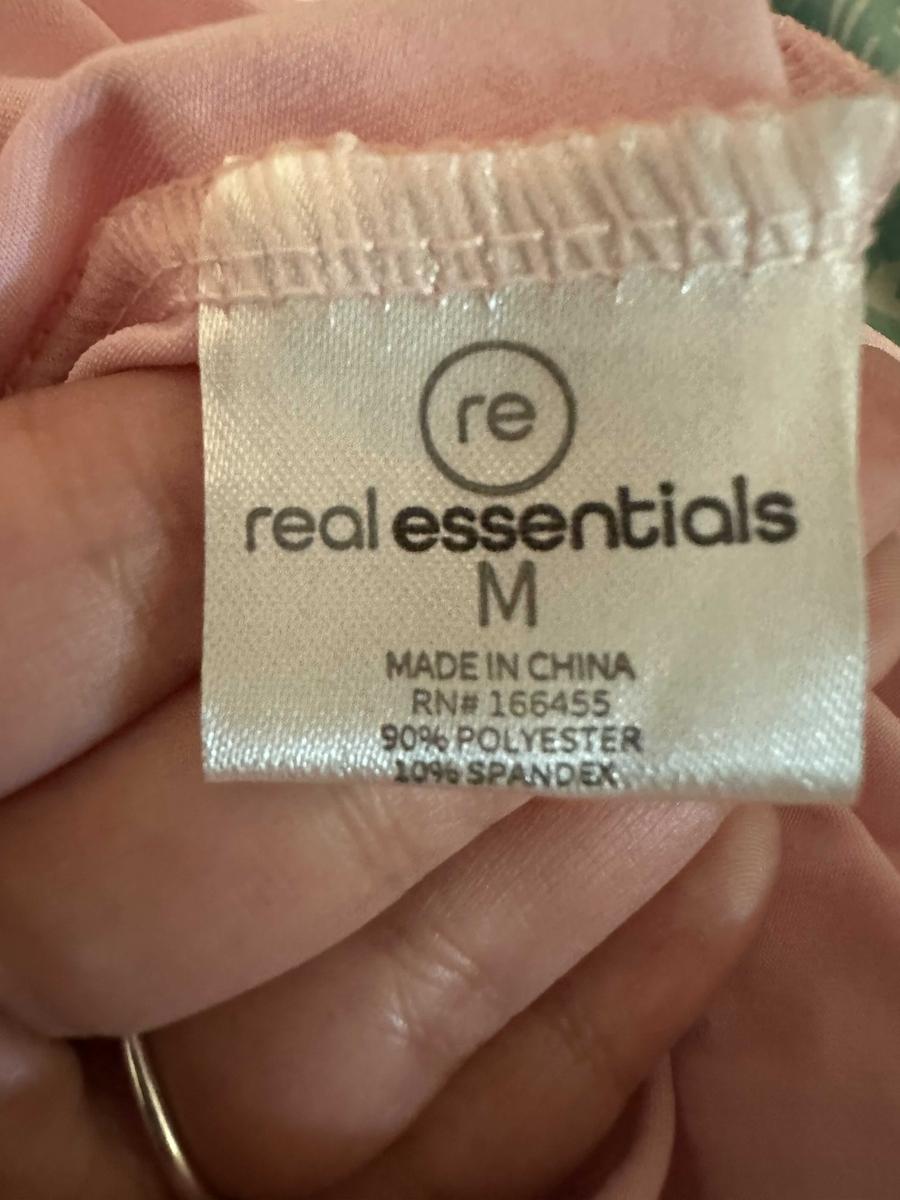 re
real essentials
M
MADE IN CHINA
RN# 166455
90% POLYESTER
10% SPANDEX